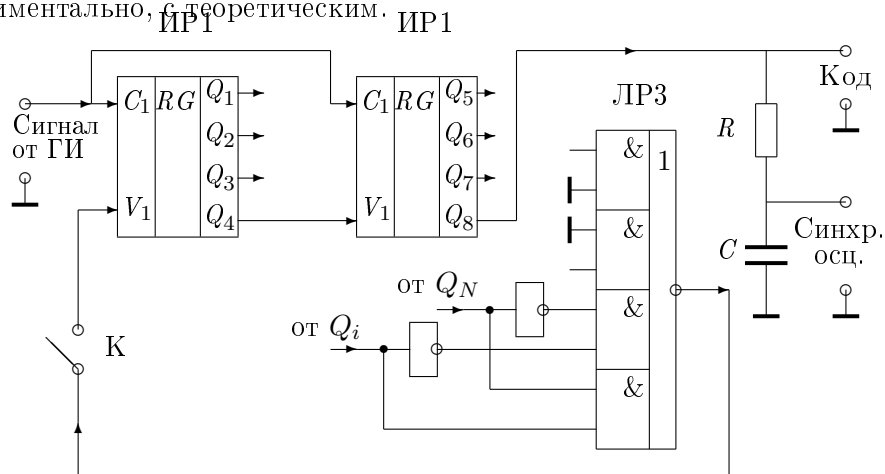 иментально, с теоретическим.
ИР1
ИР1
C1 RG Q1
Q2
Q3
V1 Q4
C1 RG Q5
Q6
Q7
V1 Q8
Сигнал
от ГИ
Код
ЛР3
R
&
1
&
&
&
C
Синхр.
осц.
от QN
от Qi
К